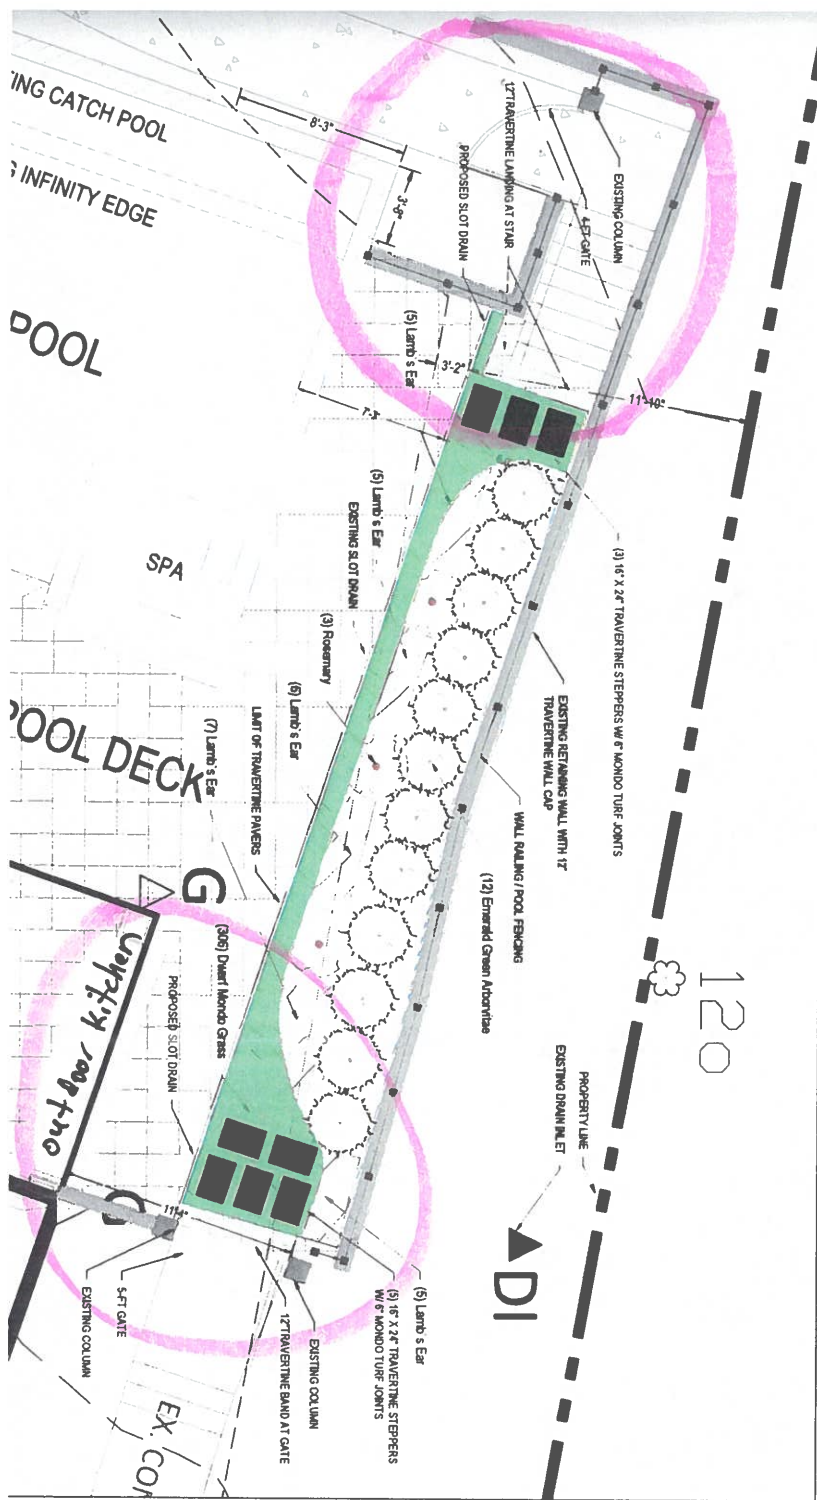 TING CATCH POOL
G INFINITY EDGE
POOL
8'-3"
3'-8"
12" TRAVERTINE LANDING AT STAIR
PROPOSED SLOT DRAIN
EXISTING COLUMN
4-FT GATE
(5) Lamb's Ear
3'-2"
11'-10"
(3) 16" X 24" TRAVERTINE STEPPERS W/ 6" MONDO TURF JOINTS
(5) Lamb's Ear
EXISTING SLOT DRAIN
SPA
(3) Rosemary
(6) Lamb's Ear
EXISTING RETAINING WALL WITH 12"
TRAVERTINE WALL CAP
WALL RAILING / POOL FENCING
(12) Emerald Green Arborvitae
POOL DECK
(7) Lamb's Ear
LIMIT OF TRAVERTINE PAVERS
G
(306) Dwarf Mondo Grass
PROPOSED SLOT DRAIN
outdoor kitchen
120
PROPERTY LINE
EXISTING DRAIN INLET
DI
G
11'-4"
5-FT GATE
EXISTING COLUMN
(5) Lamb's Ear
(5) 16" X 24" TRAVERTINE STEPPERS
W/ 6" MONDO TURF JOINTS
EXISTING COLUMN
12" TRAVERTINE BAND AT GATE
EX. COR